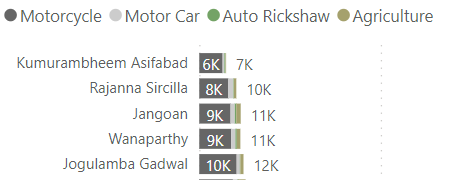 Motorcycle Motor Car Auto Rickshaw Agriculture
Kumurambheem Asifabad 6K 7K
Rajanna Sircilla 8K 10K
Jangoan 9K 11K
Wanaparthy 9K 11K
Jogulamba Gadwal 10K 12K